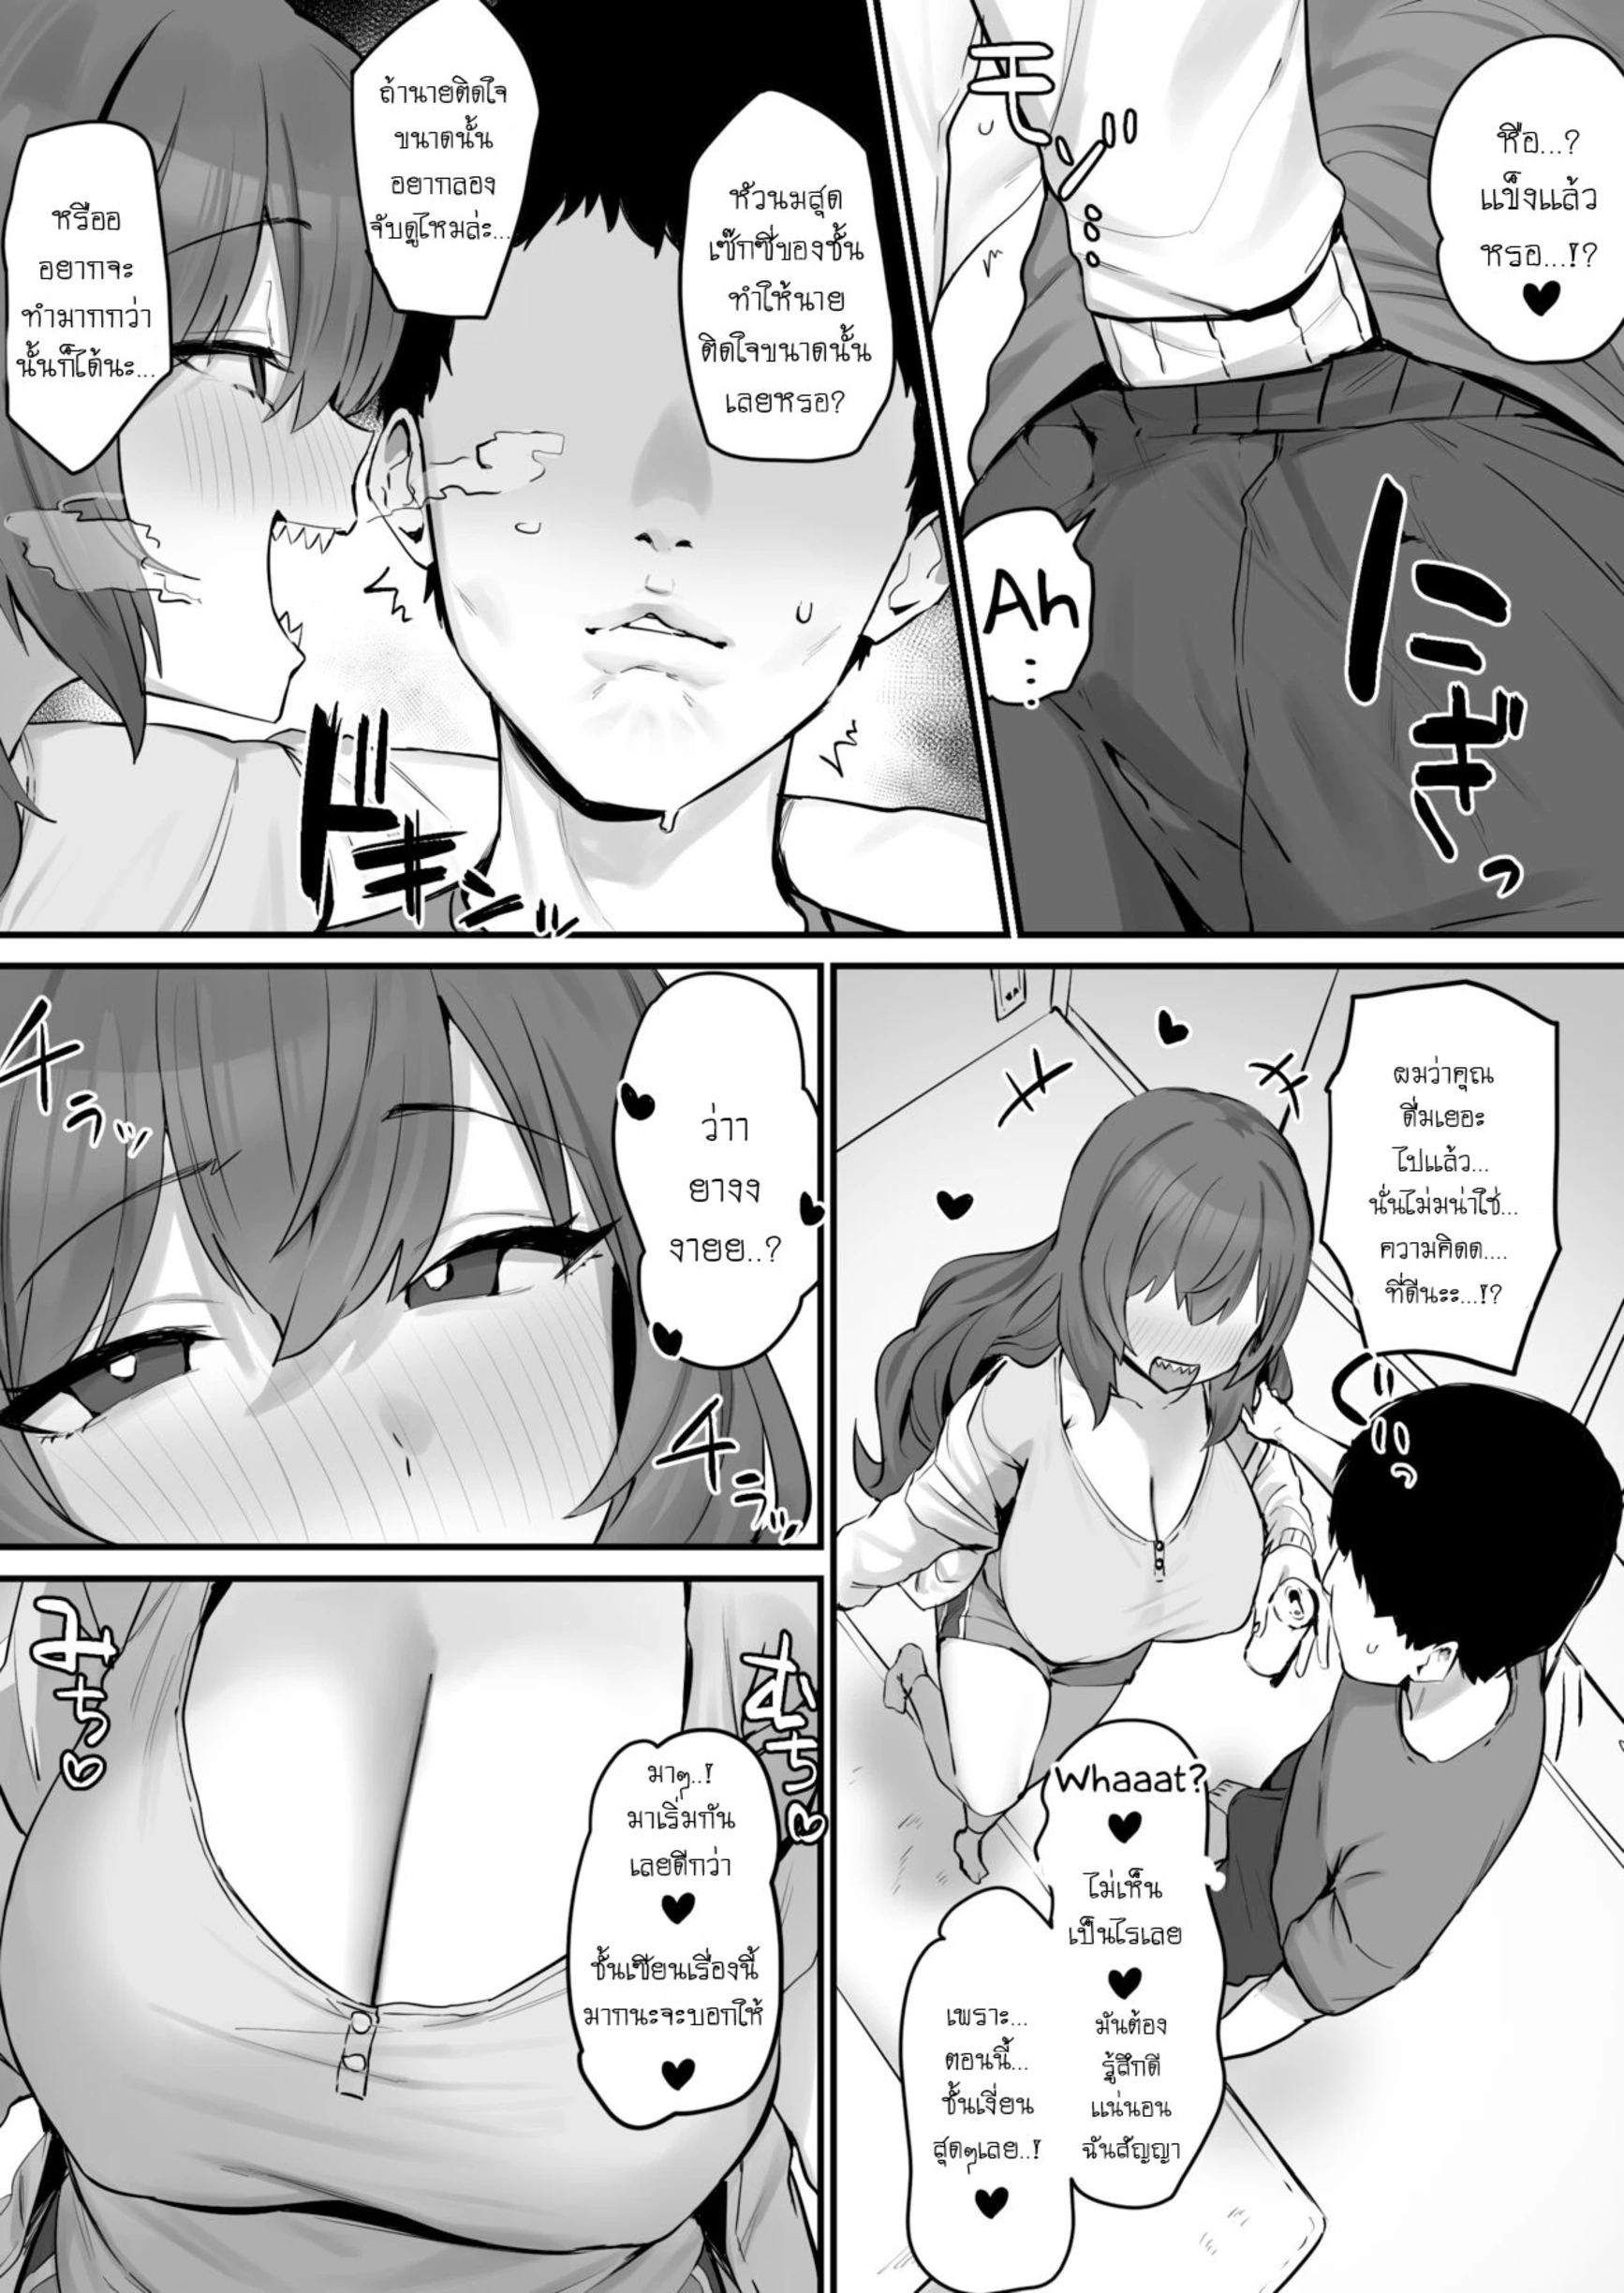 หือ...?
แข็งแล้ว
หรอ...!?
モゾ…
Ah
...
にぎっ
หัวนมสุด
เซ๊กซี่ของชั้น
ทำให้นาย
ติดใจขนาดนั้น
เลยหรอ?
ถ้านายติดใจ
ขนาดนั้น
อยากลอง
จับดูไหมล่ะ...
หรืออ
อยากจะ
ทำมากกว่า
นั้นก็ได้นะ...
ドキンッ
ผมว่าคุณ
ดื่มเยอะ
ไปแล้ว...
นั่นไม่มน่าใช่...
ความคิดด....
ที่ดีนะะ...!?
Whaaat?
ไม่เห็น
เป็นไรเลย
มันต้อง
รู้สึกดี
แน่นอน
ฉันสัญญา
เพราะ...
ตอนนี้...
ชั้นเงี่ยน
สุดๆเลย..!
ว่าา
ยางง
งายย..?
チラッ
チラッ
มาๆ..!
มาเริ่มกัน
เลยดีกว่า
ชั้นเซียนเรื่องนี้
มากนะจะบอกให้
むち♡
みち♡